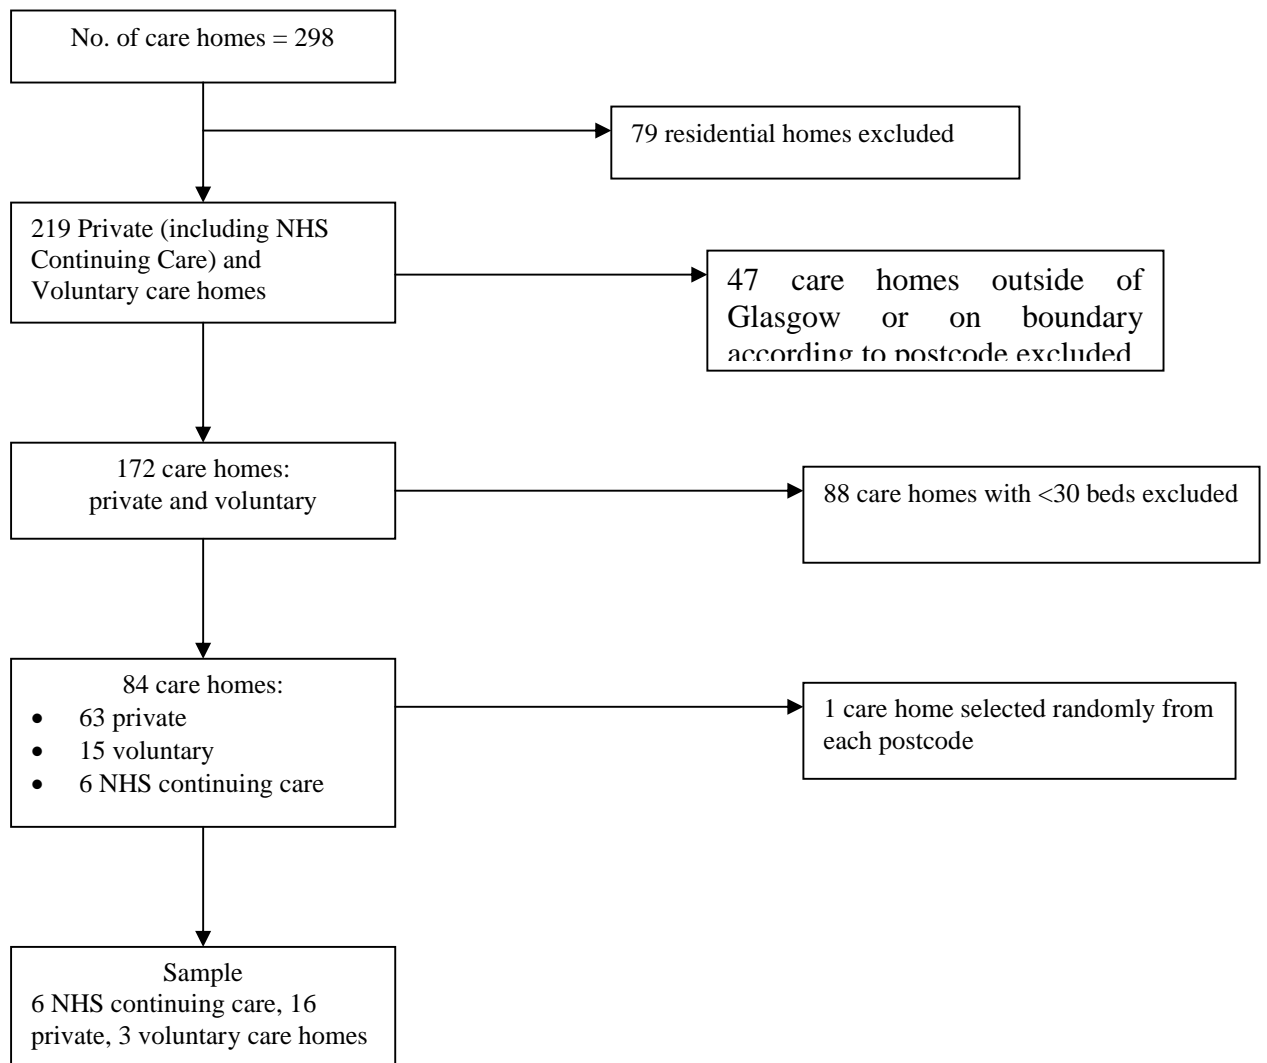 No. of care homes = 298
79 residential homes excluded
219 Private (including NHS
Continuing Care) and
Voluntary care homes
47 care homes outside of
Glasgow or on boundary
according to postcode excluded
172 care homes:
private and voluntary
88 care homes with <30 beds excluded
84 care homes:
• 63 private
• 15 voluntary
• 6 NHS continuing care
1 care home selected randomly from
each postcode
Sample
6 NHS continuing care, 16
private, 3 voluntary care homes